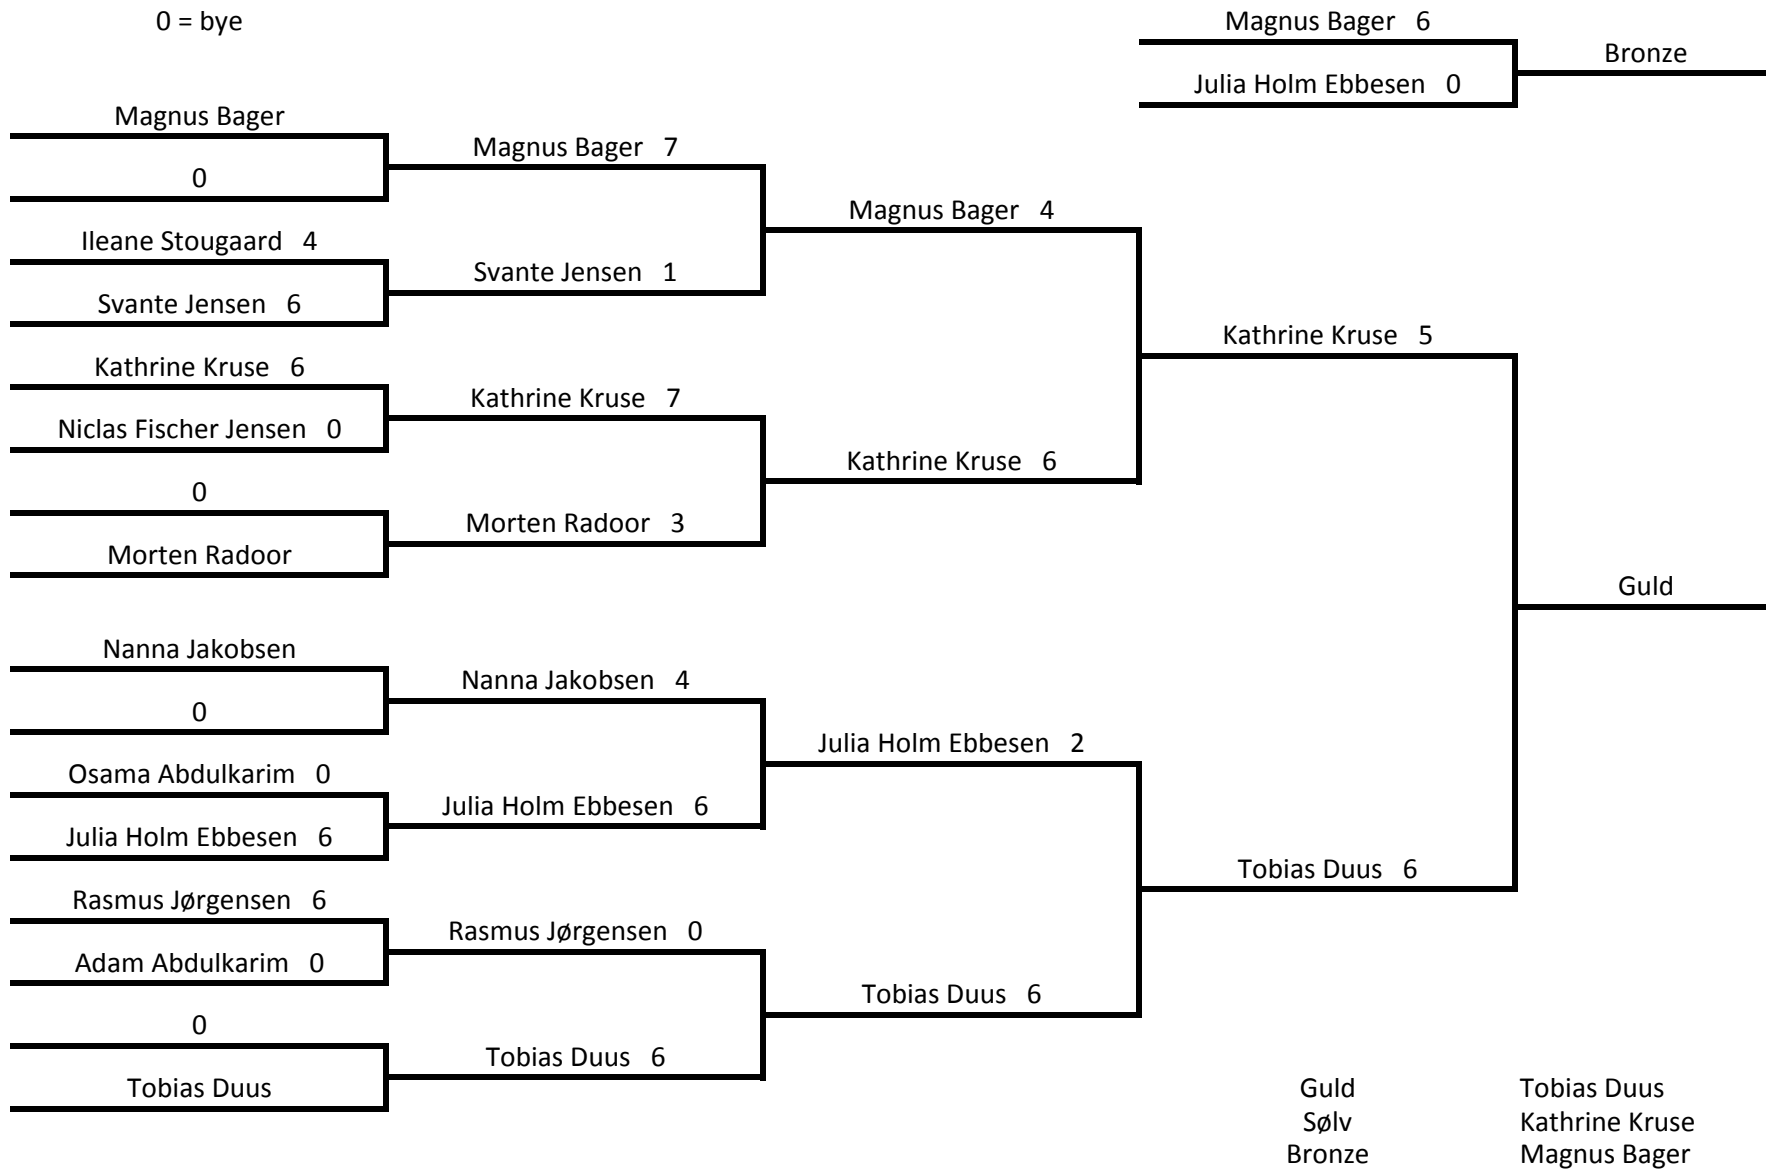 0 = bye
Magnus Bager 6
Bronze
Julia Holm Ebbesen 0
Magnus Bager
0
Ileane Stougaard 4
Svante Jensen 6
Kathrine Kruse 6
Niclas Fischer Jensen 0
0
Morten Radoor
Nanna Jakobsen
0
Osama Abdulkarim 0
Julia Holm Ebbesen 6
Rasmus Jørgensen 6
Adam Abdulkarim 0
0
Tobias Duus
Magnus Bager 7
Svante Jensen 1
Kathrine Kruse 7
Morten Radoor 3
Nanna Jakobsen 4
Julia Holm Ebbesen 6
Rasmus Jørgensen 0
Tobias Duus 6
Magnus Bager 4
Kathrine Kruse 6
Julia Holm Ebbesen 2
Tobias Duus 6
Kathrine Kruse 5
Tobias Duus 6
Guld
Guld Tobias Duus
Sølv Kathrine Kruse
Bronze Magnus Bager